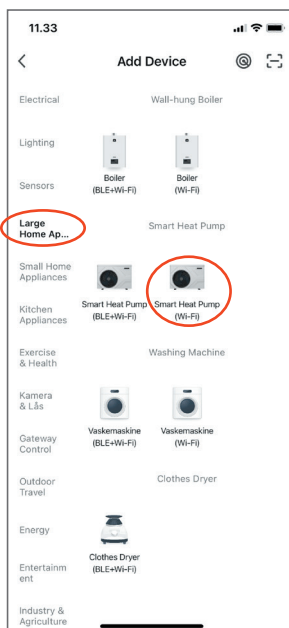 11.33
Add Device
Electrical
Lighting
Sensors
Large
Home Ap...
Small Home
Appliances
Kitchen
Appliances
Exercise
& Health
Kamera
& Lås
Gateway
Control
Outdoor
Travel
Energy
Entertainm
ent
Industry &
Agriculture
Wall-hung Boiler
Boiler
(BLE+Wi-Fi)
Boiler
(Wi-Fi)
Smart Heat Pump
Smart Heat Pump
(BLE+Wi-Fi)
Smart Heat Pump
(Wi-Fi)
Washing Machine
Vaskemaskine
(BLE+Wi-Fi)
Vaskemaskine
(Wi-Fi)
Clothes Dryer
Clothes Dryer
(BLE+Wi-Fi)